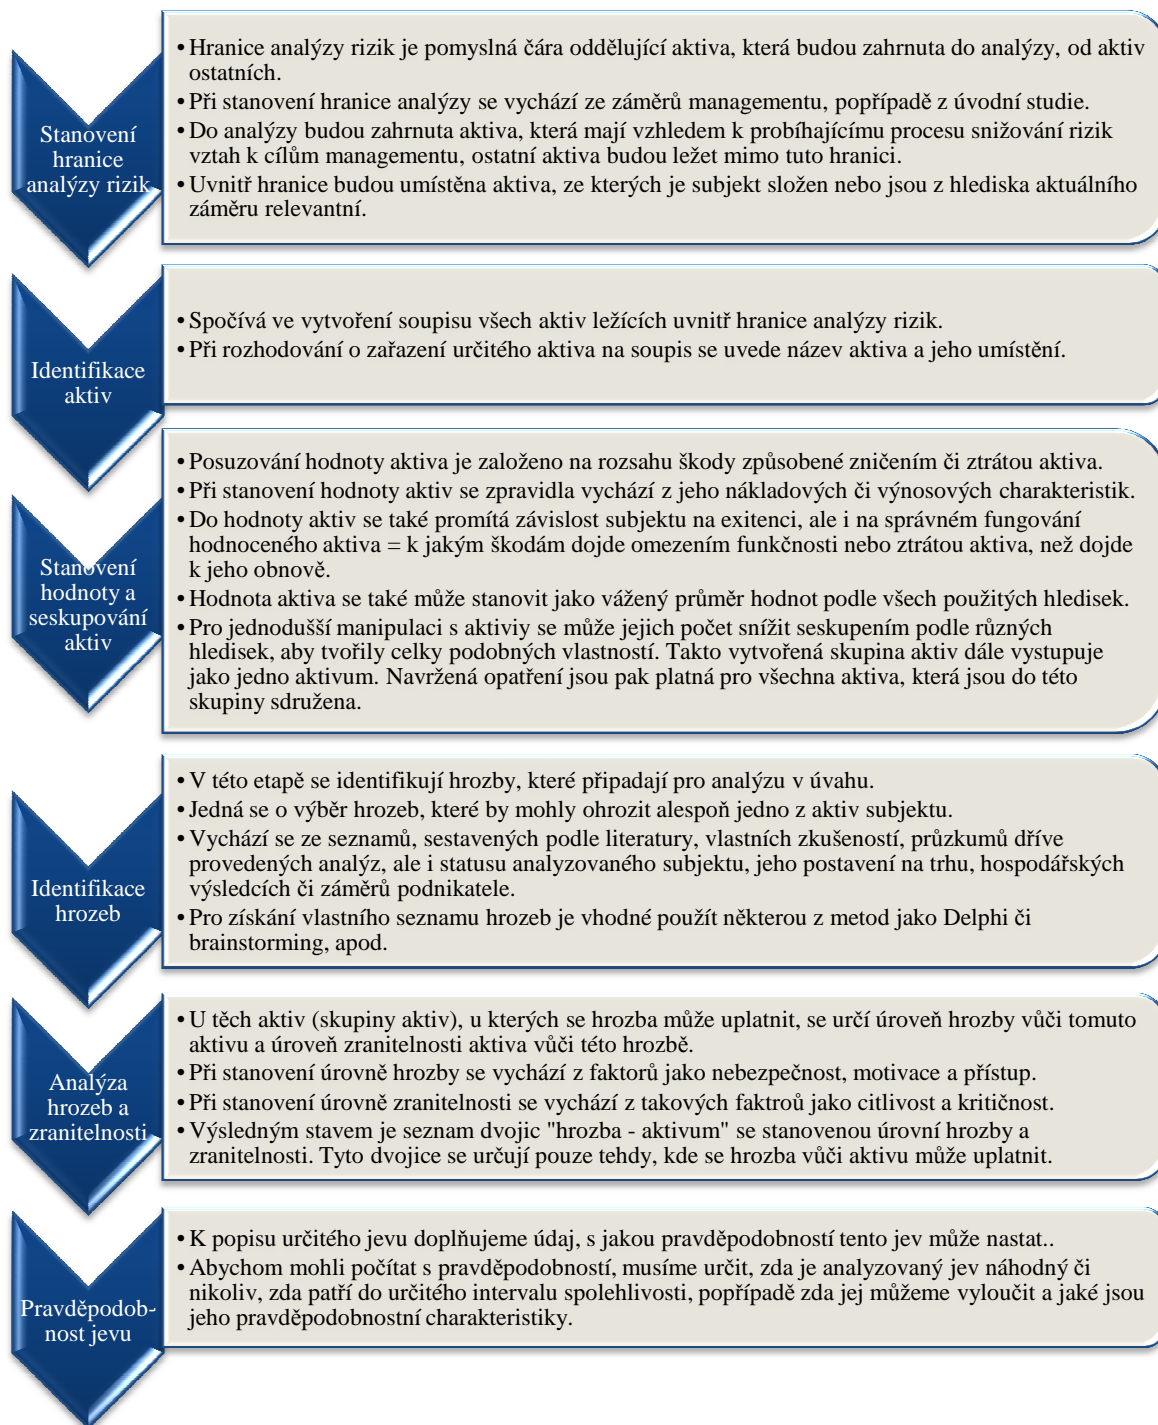 Stanovení
hranice
analýzy rizik
• Hranice analýzy rizik je pomyslná čára oddělující aktiva, která budou zahrnuta do analýzy, od aktiv
ostatních.
• Při stanovení hranice analýzy se vychází ze záměrů managementu, popřípadě z úvodní studie.
• Do analýzy budou zahrnuta aktiva, která mají vzhledem k probíhajícímu procesu snižování rizik
vztah k cílům managementu, ostatní aktiva budou ležet mimo tuto hranici.
• Uvnitř hranice budou umístěna aktiva, ze kterých je subjekt složen nebo jsou z hlediska aktuálního
záměru relevantní.
Identifikace
aktiv
• Spočívá ve vytvoření soupisu všech aktiv ležících uvnitř hranice analýzy rizik.
• Při rozhodování o zařazení určitého aktiva na soupis se uvede název aktiva a jeho umístění.
Stanovení
hodnoty a
seskupování
aktiv
• Posuzování hodnoty aktiva je založeno na rozsahu škody způsobené zničením či ztrátou aktiva.
• Při stanovení hodnoty aktiv se zpravidla vychází z jeho nákladových či výnosových charakteristik.
• Do hodnoty aktiv se také promítá závislost subjektu na exitenci, ale i na správném fungování
hodnoceného aktiva = k jakým škodám dojde omezením funkčnosti nebo ztrátou aktiva, než dojde
k jeho obnově.
• Hodnota aktiva se také může stanovit jako vážený průměr hodnot podle všech použitých hledisek.
• Pro jednodušší manipulaci s aktiviy se může jejich počet snížit seskupením podle různých
hledisek, aby tvořily celky podobných vlastností. Takto vytvořená skupina aktiv dále vystupuje
jako jedno aktivum. Navržená opatření jsou pak platná pro všechna aktiva, která jsou do této
skupiny sdružena.
Identifikace
hrozeb
• V této etapě se identifikují hrozby, které připadají pro analýzu v úvahu.
• Jedná se o výběr hrozeb, které by mohly ohrozit alespoň jedno z aktiv subjektu.
• Vychází se ze seznamů, sestavených podle literatury, vlastních zkušeností, průzkumů dříve
provedených analýz, ale i statusu analyzovaného subjektu, jeho postavení na trhu, hospodářských
výsledcích či záměrů podnikatele.
• Pro získání vlastního seznamu hrozeb je vhodné použít některou z metod jako Delphi či
brainstorming, apod.
Analýza
hrozeb a
zranitelnosti
• U těch aktiv (skupiny aktiv), u kterých se hrozba může uplatnit, se určí úroveň hrozby vůči tomuto
aktivu a úroveň zranitelnosti aktiva vůči této hrozbě.
• Při stanovení úrovně hrozby se vychází z faktorů jako nebezpečnost, motivace a přístup.
• Při stanovení úrovně zranitelnosti se vychází z takových faktroů jako citlivost a kritičnost.
• Výsledným stavem je seznam dvojic "hrozba - aktivum" se stanovenou úrovní hrozby a
zranitelnosti. Tyto dvojice se určují pouze tehdy, kde se hrozba vůči aktivu může uplatnit.
Pravděpodob-
nost jevu
• K popisu určitého jevu doplňujeme údaj, s jakou pravděpodobností tento jev může nastat..
• Abychom mohli počítat s pravděpodobností, musíme určit, zda je analyzovaný jev náhodný či
nikoliv, zda patří do určitého intervalu spolehlivosti, popřípadě zda jej můžeme vyloučit a jaké jsou
jeho pravděpodobnostní charakteristiky.